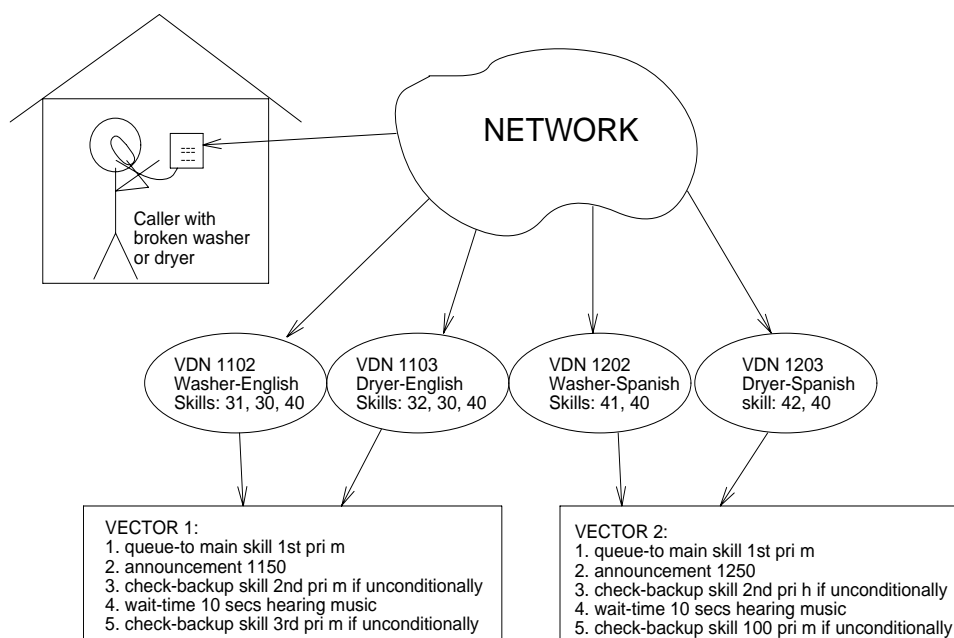 NETWORK
Caller with
broken washer
or dryer
VDN 1102
Washer-English
Skills: 31, 30, 40
VDN 1103
Dryer-English
Skills: 32, 30, 40
VDN 1202
Washer-Spanish
Skills: 41, 40
VDN 1203
Dryer-Spanish
skill: 42, 40
VECTOR 1:
1. queue-to main skill 1st pri m
2. announcement 1150
3. check-backup skill 2nd pri m if unconditionally
4. wait-time 10 secs hearing music
5. check-backup skill 3rd pri m if unconditionally
VECTOR 2:
1. queue-to main skill 1st pri m
2. announcement 1250
3. check-backup skill 2nd pri h if unconditionally
4. wait-time 10 secs hearing music
5. check-backup skill 100 pri m if unconditionally